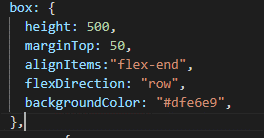 box: {
height: 500,
marginTop: 50,
alignItems:"flex-end",
flexDirection: "row",
backgroundColor: "#dfe6e9",
},